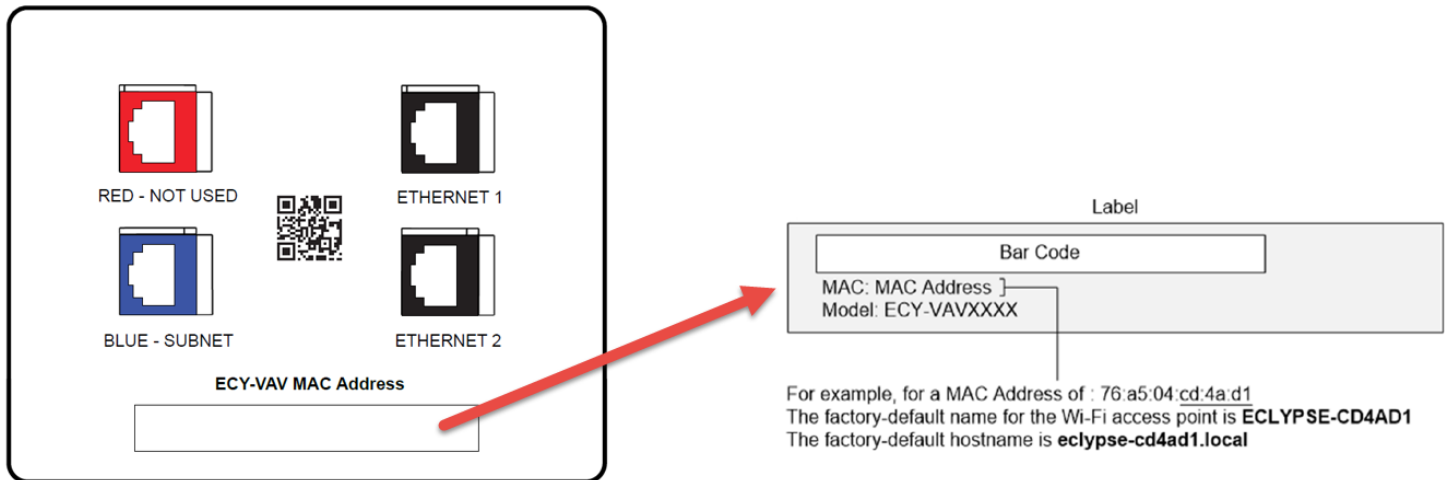 RED - NOT USED
ETHERNET 1
BLUE - SUBNET
ETHERNET 2
ECY-VAV MAC Address
Label
Bar Code
MAC: MAC Address
Model: ECY-VAVXXXX
For example, for a MAC Address of : 76:a5:04:cd:4a:d1
The factory-default name for the Wi-Fi access point is ECLYPSE-CD4AD1
The factory-default hostname is eclypse-cd4ad1.local